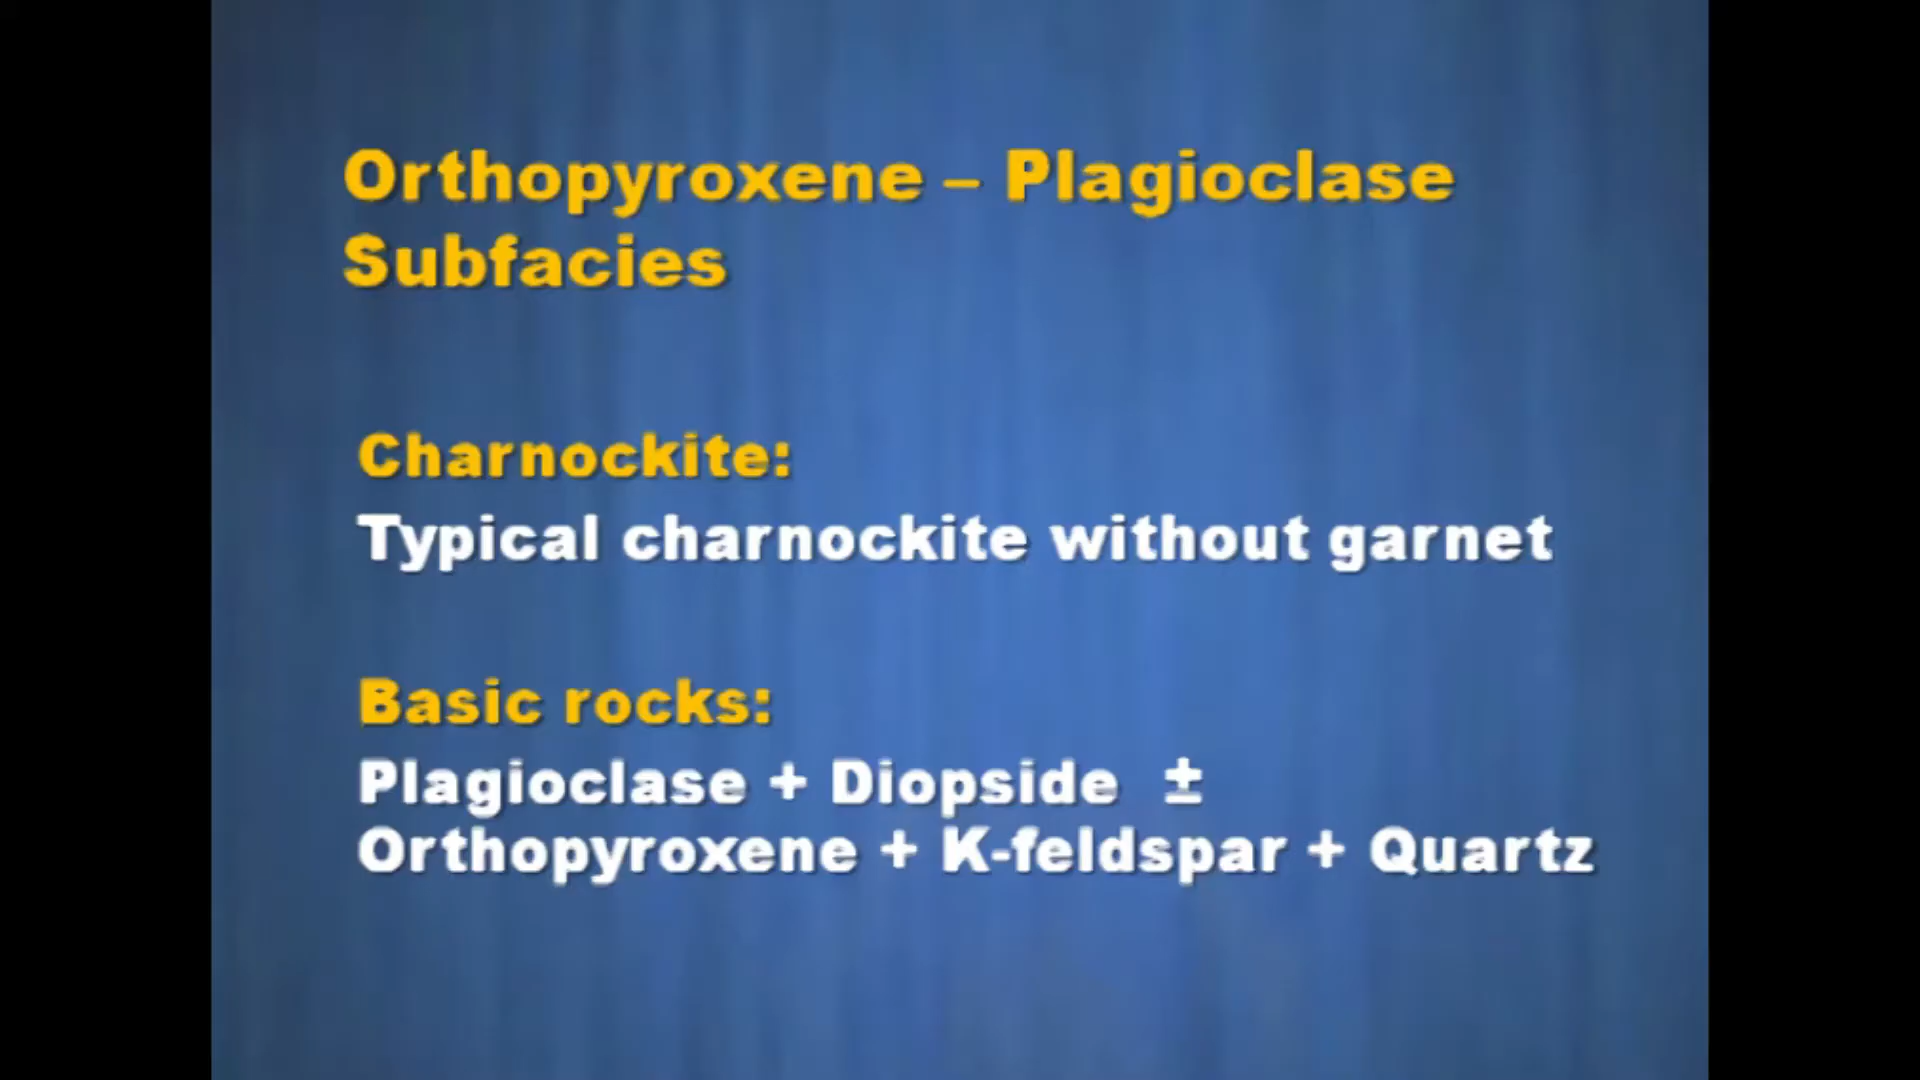 Orthopyroxene – Plagioclase
Subfacies
Charnockite:
Typical charnockite without garnet
Basic rocks:
Plagioclase + Diopside ±
Orthopyroxene + K-feldspar + Quartz